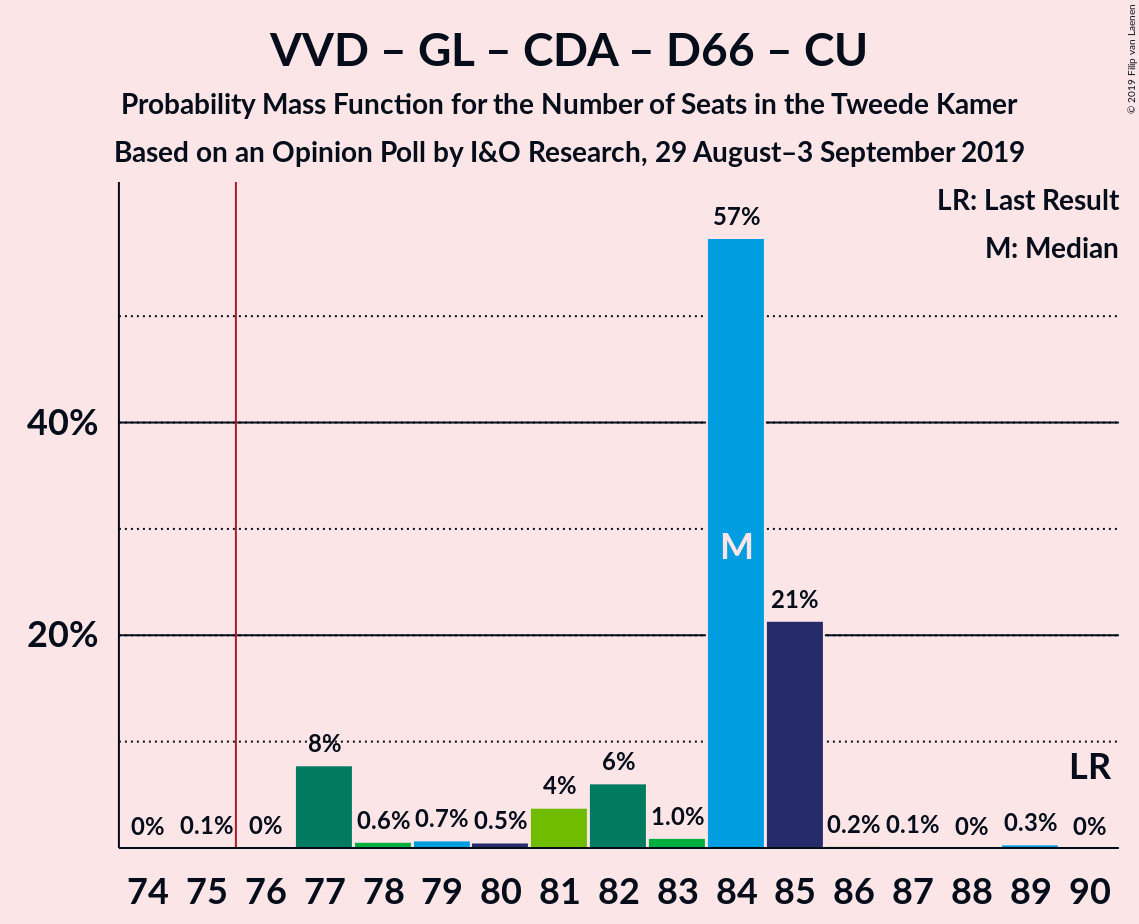 VVD – GL – CDA – D66 – CU
Probability Mass Function for the Number of Seats in the Tweede Kamer
Based on an Opinion Poll by I&O Research, 29 August–3 September 2019
© 2019 Filip van Laenen
LR: Last Result
M: Median
57%
40%
M
21%
20%
8%
6%
4%
LR
0%
0.1%
0%
0.6%
0.7%
0.5%
1.0%
0.2%
0.1%
0%
0.3%
0%
74 75 76 77 78 79 80 81 82 83 84 85 86 87 88 89 90